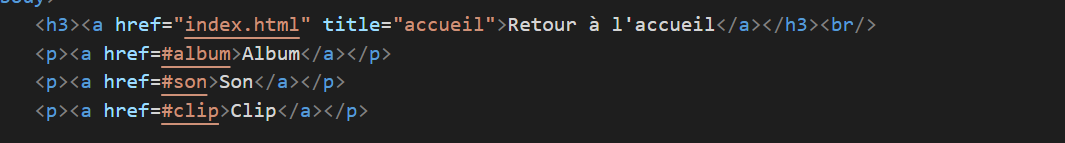 <h3><a href="index.html" title="accueil">Retour à l'accueil</a></h3><br/>
<p><a href=#album>Album</a></p>
<p><a href=#son>Son</a></p>
<p><a href=#clip>Clip</a></p>